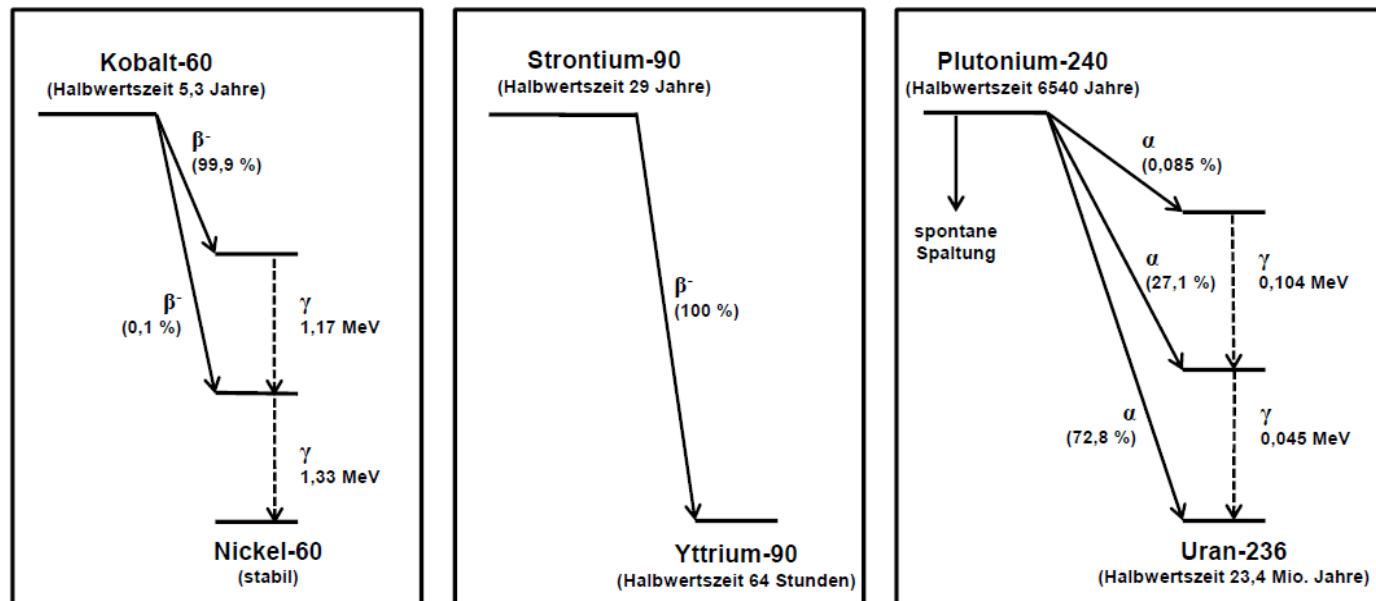 Kobalt-60
(Halbwertszeit 5,3 Jahre)
β-
(99,9 %)
β-
(0,1 %)
γ
1,17 MeV
γ
1,33 MeV
Nickel-60
(stabil)
Strontium-90
(Halbwertszeit 29 Jahre)
β-
(100 %)
Yttrium-90
(Halbwertszeit 64 Stunden)
Plutonium-240
(Halbwertszeit 6540 Jahre)
α
(0,085 %)
spontane
Spaltung
α
(27,1 %)
γ
0,104 MeV
α
(72,8 %)
γ
0,045 MeV
Uran-236
(Halbwertszeit 23,4 Mio. Jahre)